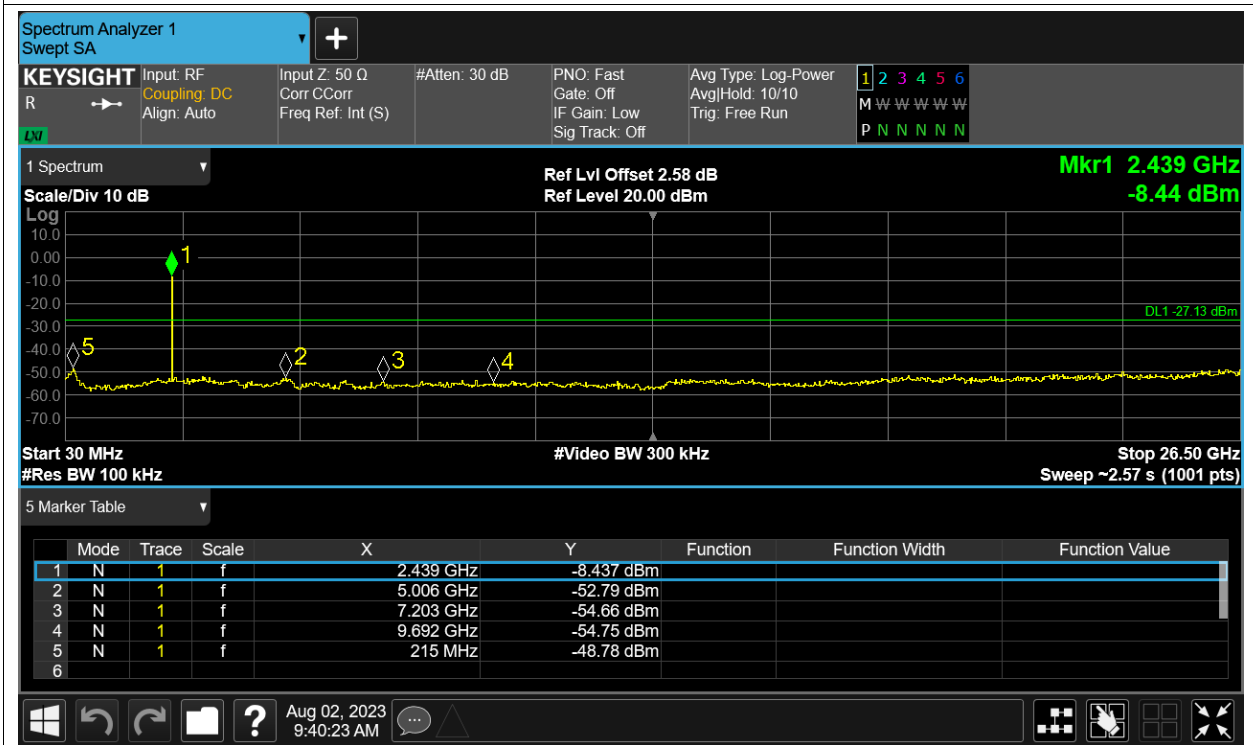 Spectrum Analyzer 1
Swept SA
KEYSIGHT
R
LXI
Input: RF
Coupling: DC
Align: Auto
Input Z: 50 Ω
Corr CCorr
Freq Ref: Int (S)
#Atten: 30 dB
PNO: Fast
Gate: Off
IF Gain: Low
Sig Track: Off
Avg Type: Log-Power
Avg|Hold: 10/10
Trig: Free Run
1 2 3 4 5 6
M W W W W W
P N N N N N
1 Spectrum
Scale/Div 10 dB
Ref Lvl Offset 2.58 dB
Ref Level 20.00 dBm
Mkr1 2.439 GHz
-8.44 dBm
Log
10.0
0.00
-10.0
-20.0
-30.0
-40.0
-50.0
-60.0
-70.0
1
DL1 -27.13 dBm
5
2
3
4
Start 30 MHz
#Res BW 100 kHz
#Video BW 300 kHz
Stop 26.50 GHz
Sweep ~2.57 s (1001 pts)
5 Marker Table
Mode Trace Scale X Y Function Function Width Function Value
1 N 1 f 2.439 GHz -8.437 dBm
2 N 1 f 5.006 GHz -52.79 dBm
3 N 1 f 7.203 GHz -54.66 dBm
4 N 1 f 9.692 GHz -54.75 dBm
5 N 1 f 215 MHz -48.78 dBm
6
?
Aug 02, 2023
9:40:23 AM